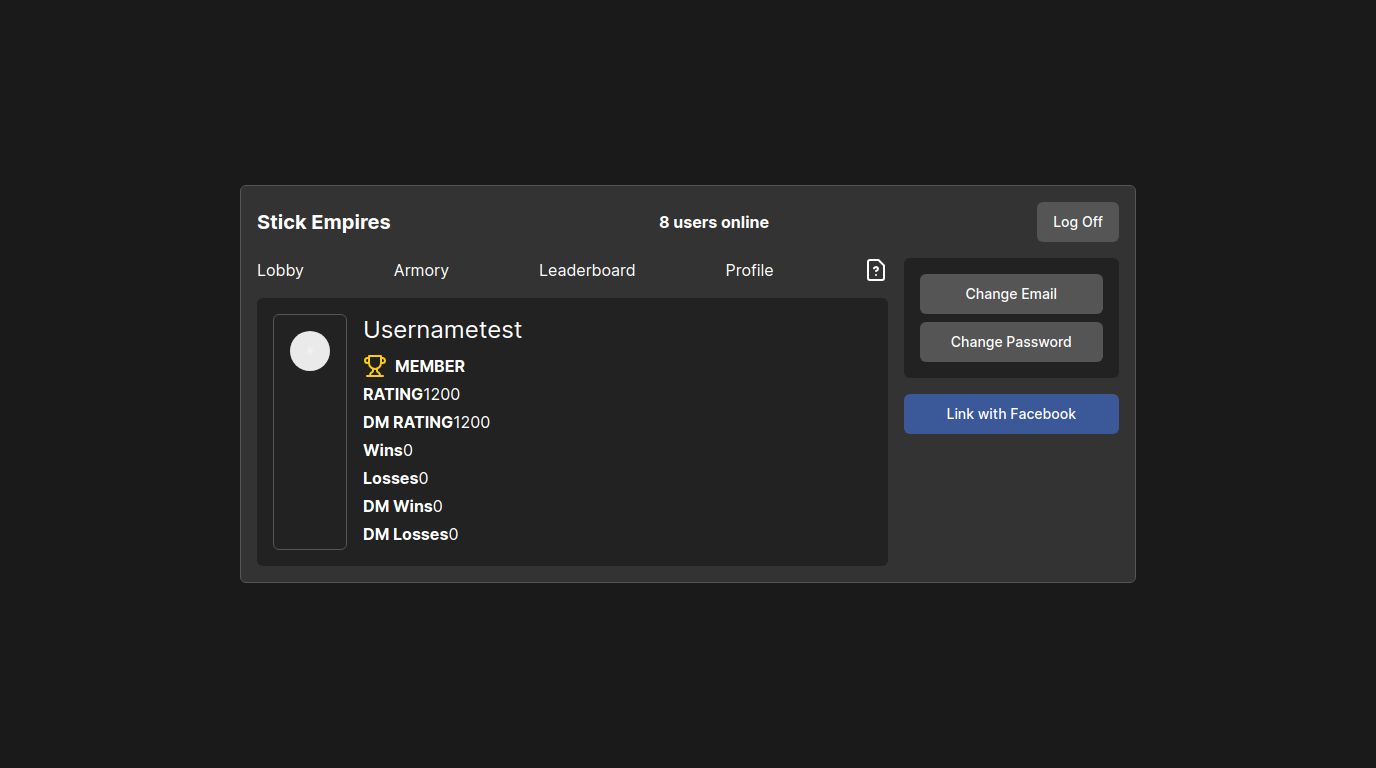 Stick Empires
8 users online
Log Off
Lobby
Armory
Leaderboard
Profile
Usernametest
MEMBER
RATING1200
DM RATING1200
Wins0
Losses0
DM Wins0
DM Losses0
Change Email
Change Password
Link with Facebook